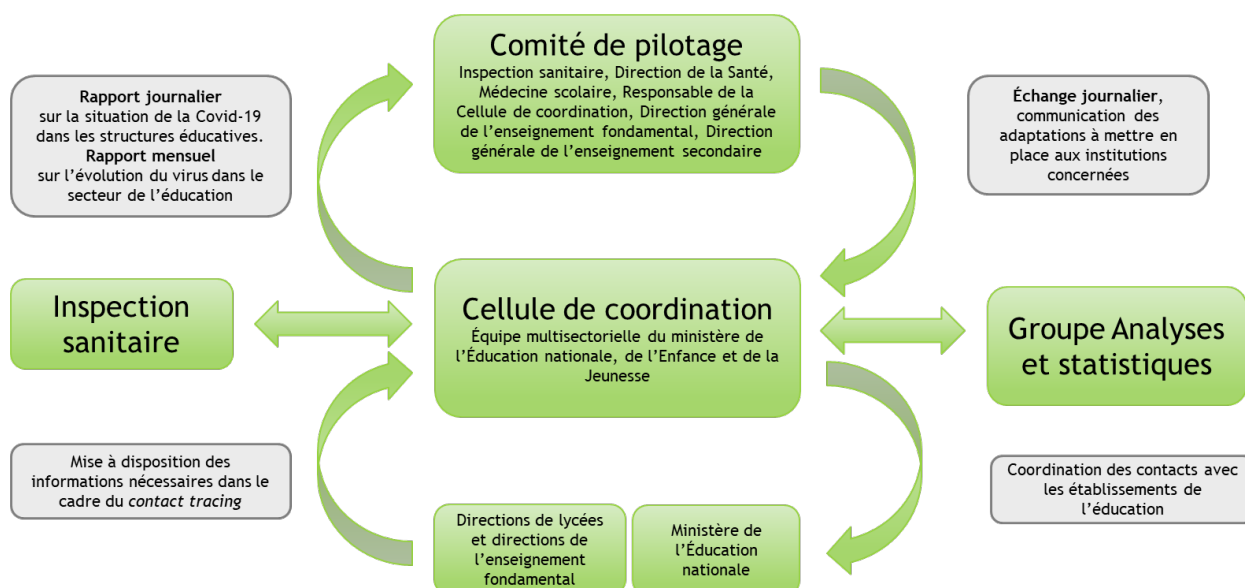 Comité de pilotage
Inspection sanitaire, Direction de la Santé,
Médecine scolaire, Responsable de la
Cellule de coordination, Direction générale
de l’enseignement fondamental, Direction
générale de l’enseignement secondaire
Rapport journalier
sur la situation de la Covid-19
dans les structures éducatives.
Rapport mensuel
sur l’évolution du virus dans le
secteur de l’éducation
Échange journalier,
communication des
adaptations à mettre en
place aux institutions
concernées
Inspection
sanitaire
Cellule de coordination
Équipe multisectorielle du ministère de
l’Éducation nationale, de l’Enfance et de la
Jeunesse
Groupe Analyses
et statistiques
Mise à disposition des
informations nécessaires dans le
cadre du contact tracing
Coordination des contacts avec
les établissements de
l’éducation
Directions de lycées
et directions de
l’enseignement
fondamental
Ministère de
l’Éducation
nationale